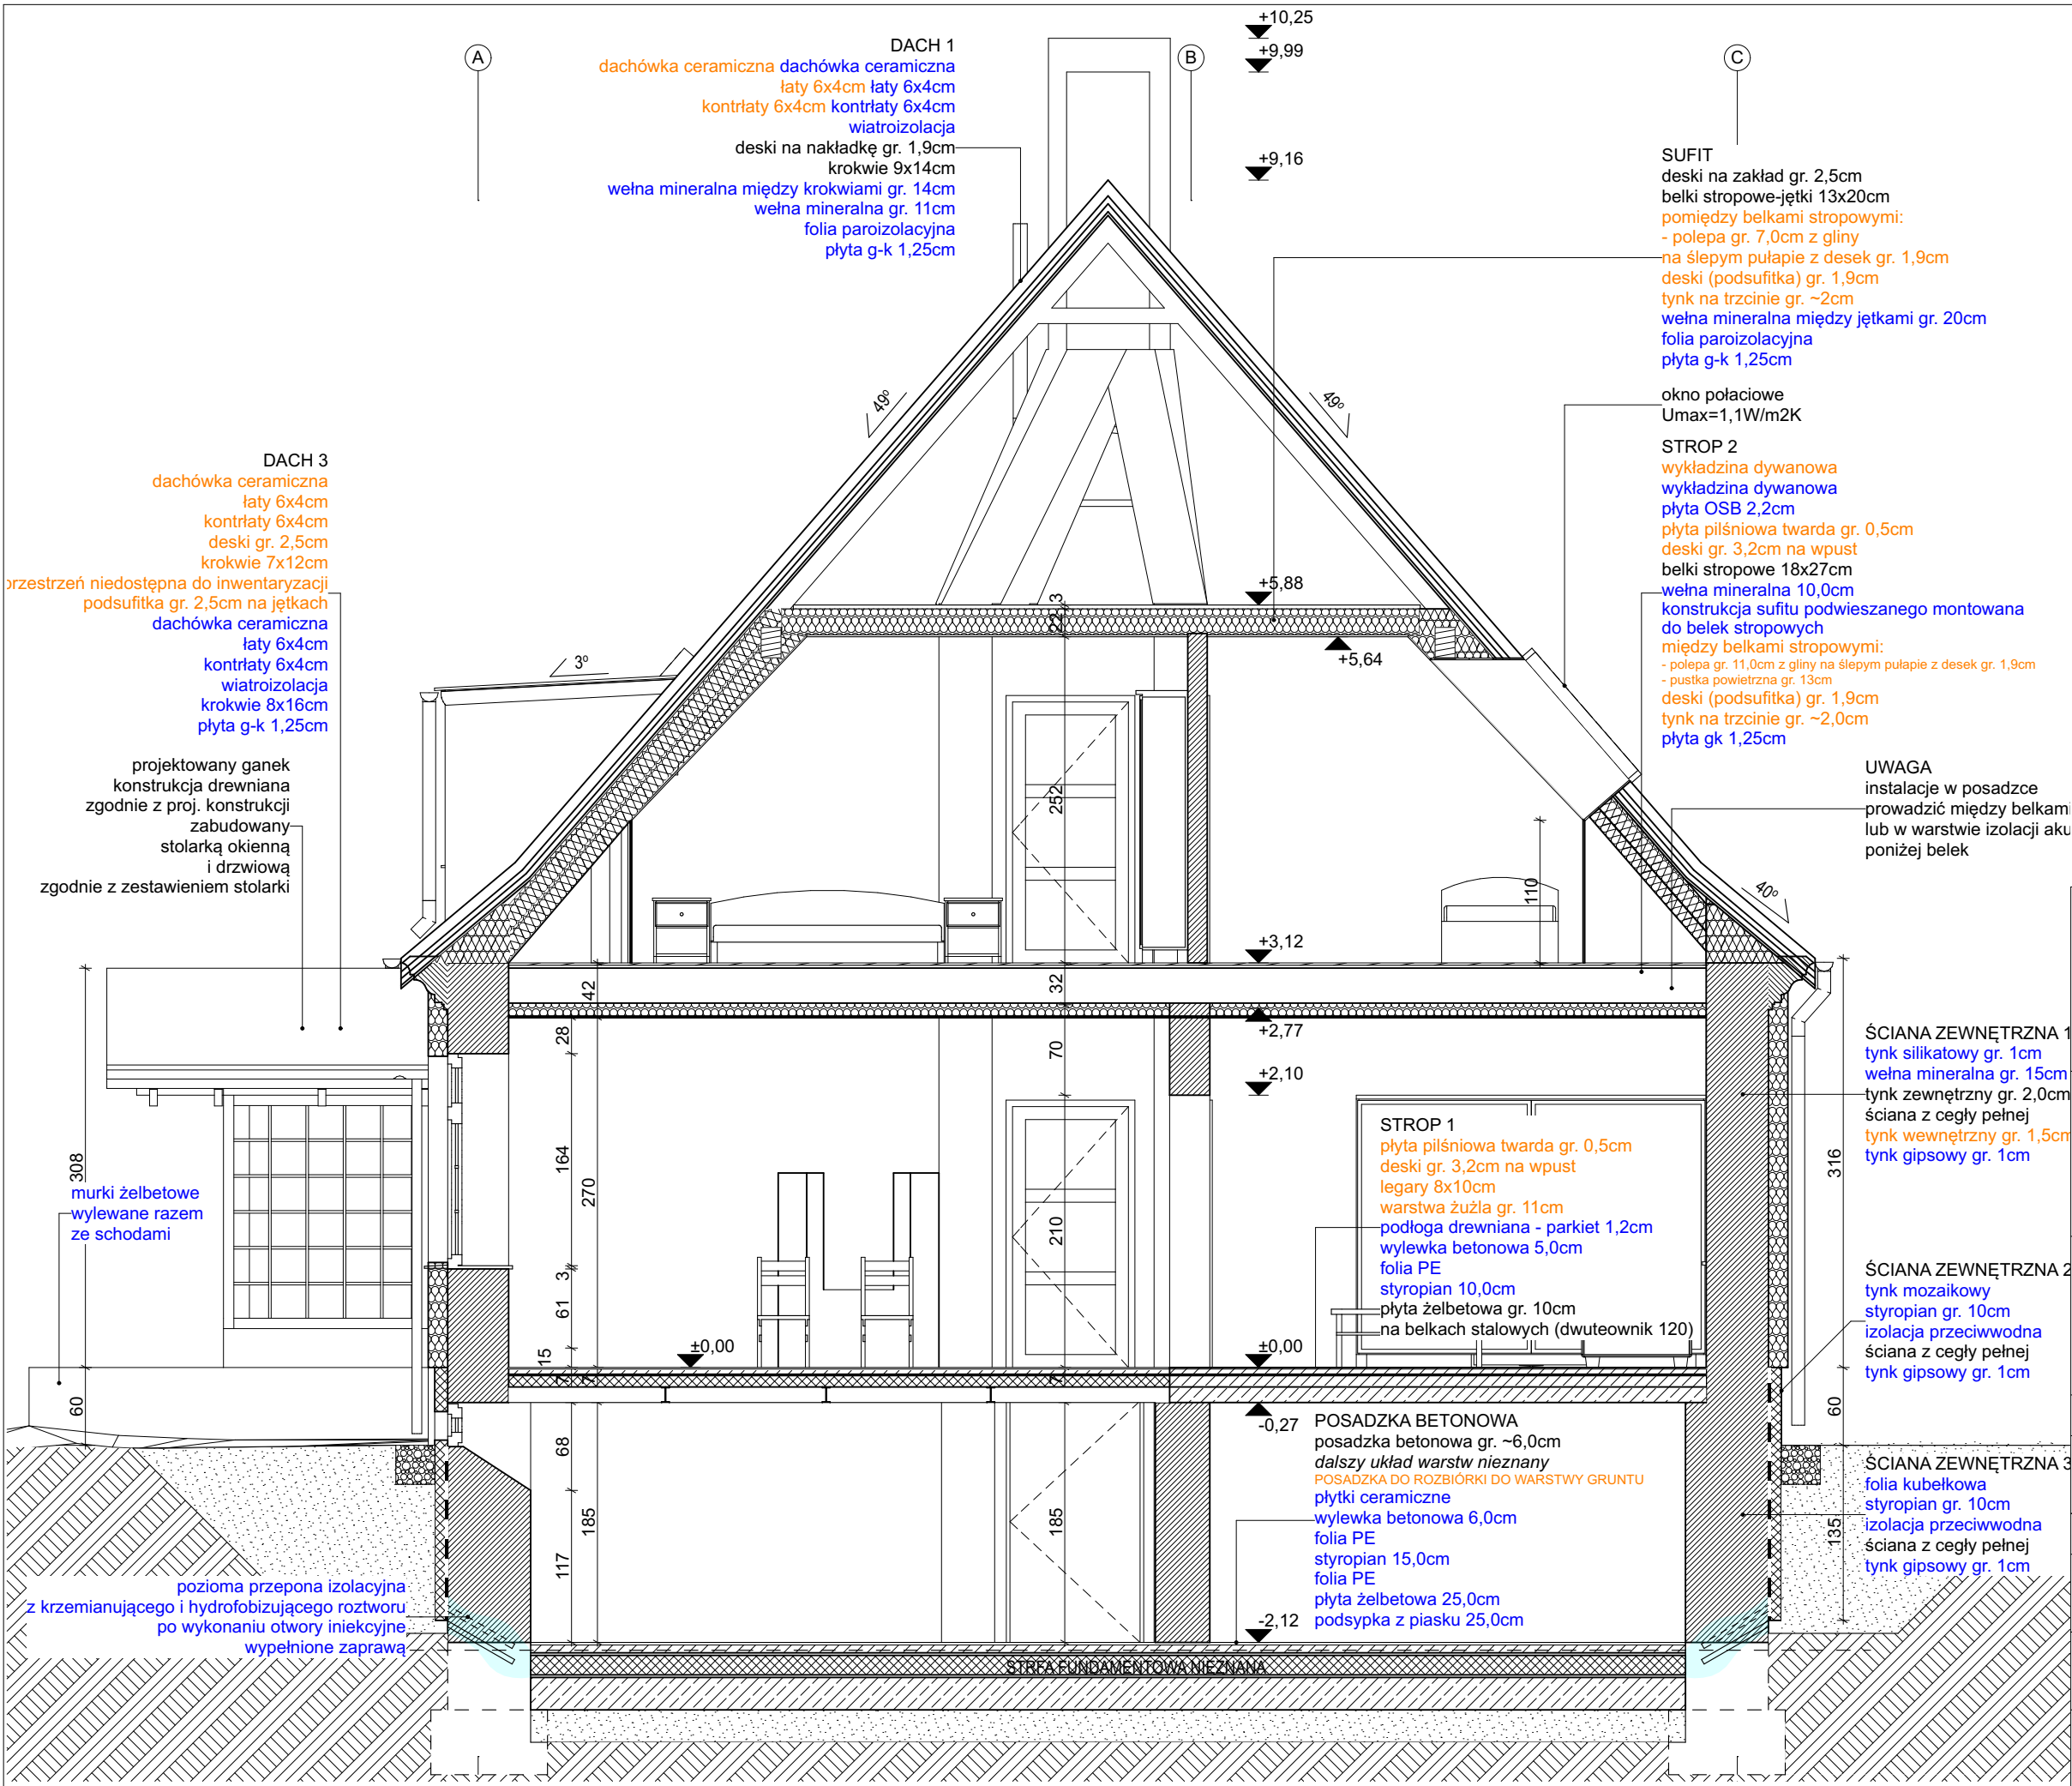 A
B
C
+10,25
+9,99
+9,16
DACH 1
dachówka ceramiczna dachówka ceramiczna
łaty 6x4cm łaty 6x4cm
kontrłaty 6x4cm kontrłaty 6x4cm
wiatroizolacja
deski na nakładkę gr. 1,9cm
krokwie 9x14cm
wełna mineralna między krokwiami gr. 14cm
wełna mineralna gr. 11cm
folia paroizolacyjna
płyta g-k 1,25cm
SUFIT
deski na zakład gr. 2,5cm
belki stropowe-jętki 13x20cm
pomiędzy belkami stropowymi:
- polepa gr. 7,0cm z gliny
na ślepym pułapie z desek gr. 1,9cm
deski (podsufitka) gr. 1,9cm
tynk na trzcinie gr. ~2cm
wełna mineralna między jętkami gr. 20cm
folia paroizolacyjna
płyta g-k 1,25cm
okno połaciowe
Umax=1,1W/m2K
STROP 2
wykładzina dywanowa
wykładzina dywanowa
płyta OSB 2,2cm
płyta pilśniowa twarda gr. 0,5cm
deski gr. 3,2cm na wpust
belki stropowe 18x27cm
wełna mineralna 10,0cm
konstrukcja sufitu podwieszanego montowana
do belek stropowych
między belkami stropowymi:
- polepa gr. 11,0cm z gliny na ślepym pułapie z desek gr. 1,9cm
- pustka powietrzna gr. 13cm
deski (podsufitka) gr. 1,9cm
tynk na trzcinie gr. ~2,0cm
płyta gk 1,25cm
49º
49º
DACH 3
dachówka ceramiczna
łaty 6x4cm
kontrłaty 6x4cm
deski gr. 2,5cm
krokwie 7x12cm
przestrzeń niedostępna do inwentaryzacji
podsufitka gr. 2,5cm na jętkach
dachówka ceramiczna
łaty 6x4cm
kontrłaty 6x4cm
wiatroizolacja
krokwie 8x16cm
płyta g-k 1,25cm
projektowany ganek
konstrukcja drewniana
zgodnie z proj. konstrukcji
zabudowany
stolarką okienną
i drzwiową
zgodnie z zestawieniem stolarki
3º
+5,88
3
22
+5,64
252
110
40º
UWAGA
instalacje w posadzce
prowadzić między belkami
lub w warstwie izolacji aku
poniżej belek
+3,12
42
32
+2,77
28
70
+2,10
308
164
270
210
3
61
15
±0,00
±0,00
7
7
7
60
murki żelbetowe
wylewane razem
ze schodami
STROP 1
płyta pilśniowa twarda gr. 0,5cm
deski gr. 3,2cm na wpust
legary 8x10cm
warstwa żużla gr. 11cm
podłoga drewniana - parkiet 1,2cm
wylewka betonowa 5,0cm
folia PE
styropian 10,0cm
płyta żelbetowa gr. 10cm
na belkach stalowych (dwuteownik 120)
316
60
135
ŚCIANA ZEWNĘTRZNA 1
tynk silikatowy gr. 1cm
wełna mineralna gr. 15cm
tynk zewnętrzny gr. 2,0cm
ściana z cegły pełnej
tynk wewnętrzny gr. 1,5cm
tynk gipsowy gr. 1cm
ŚCIANA ZEWNĘTRZNA 2
tynk mozaikowy
styropian gr. 10cm
izolacja przeciwwodna
ściana z cegły pełnej
tynk gipsowy gr. 1cm
ŚCIANA ZEWNĘTRZNA 3
folia kubełkowa
styropian gr. 10cm
izolacja przeciwwodna
ściana z cegły pełnej
tynk gipsowy gr. 1cm
-0,27
68
117
185
185
POSADZKA BETONOWA
posadzka betonowa gr. ~6,0cm
dalszy układ warstw nieznany
POSADZKA DO ROZBIÓRKI DO WARSTWY GRUNTU
płytki ceramiczne
wylewka betonowa 6,0cm
folia PE
styropian 15,0cm
folia PE
płyta żelbetowa 25,0cm
podsypka z piasku 25,0cm
-2,12
pozioma przepona izolacyjna
z krzemianującego i hydrofobizującego roztworu
po wykonaniu otwory iniekcyjne
wypełnione zaprawą
STRFA FUNDAMENTOWA NIEZNANA